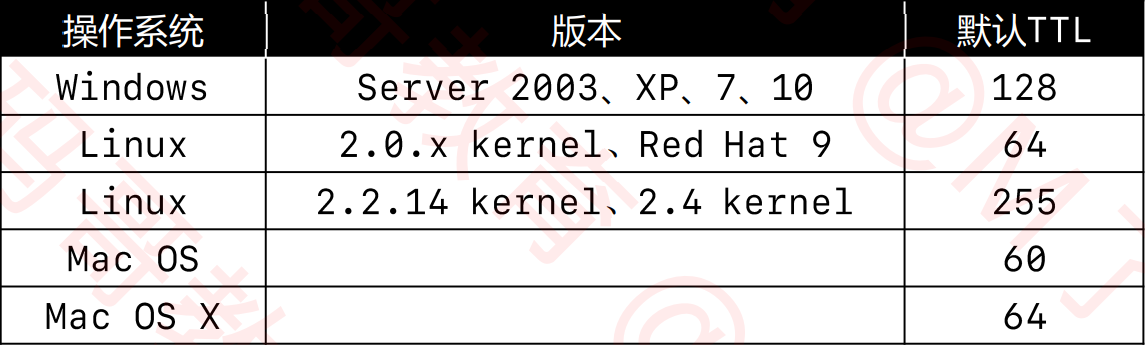 操作系统 版本 默认TTL
Windows Server 2003、XP、7、10 128
Linux 2.0.x kernel、Red Hat 9 64
Linux 2.2.14 kernel、2.4 kernel 255
Mac OS 60
Mac OS X 64